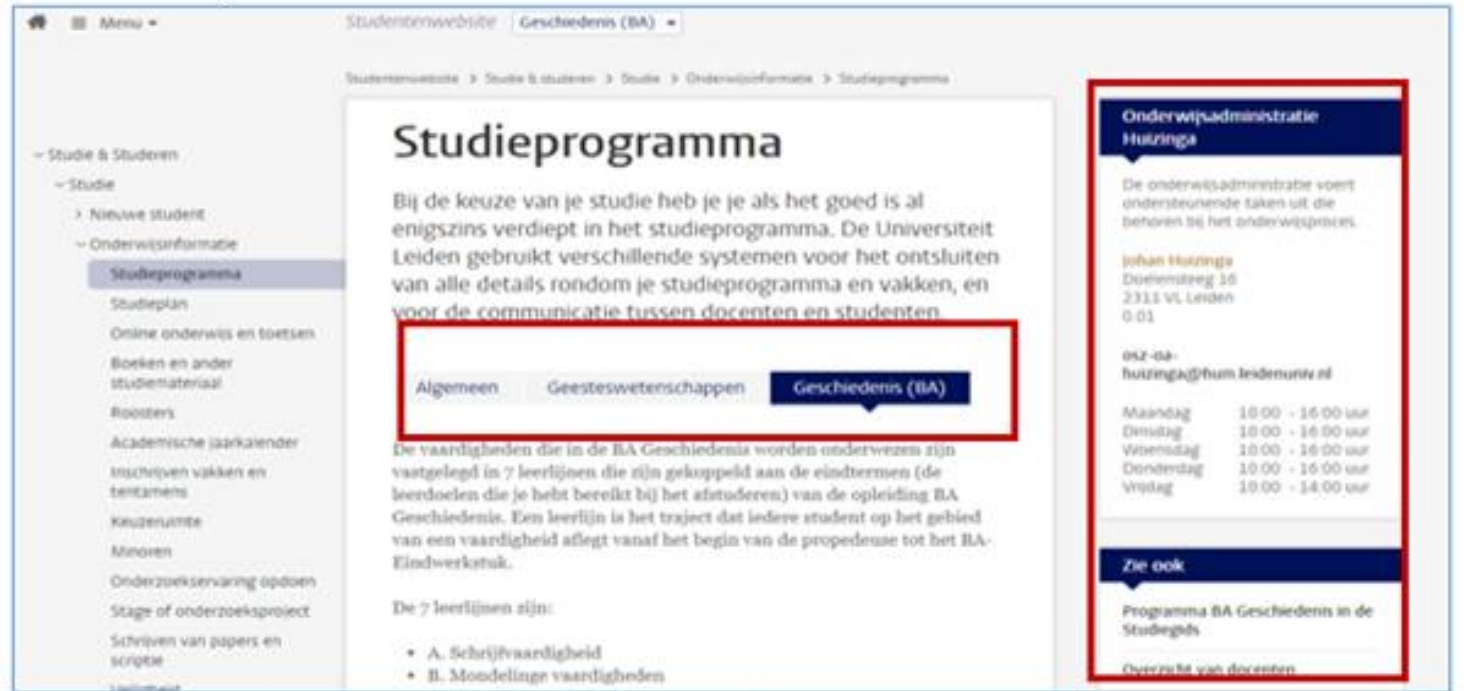 Menu
Studentenwebsite Geschiedenis (BA)
Studentenwebsite > Studie & studeren > Studie > Onderwijsinformatie > Studieprogramma
Studie & Studeren
Studie
Nieuwe student
Onderwijsinformatie
Studieprogramma
Studieplan
Online onderwijs en toetsen
Boeken en ander
studiemateriaal
Roosters
Academische jaarkalender
Inschrijven vakken en
tentamens
Keuzeruimte
Minoren
Onderzoekservaring opdoen
Stage of onderzoeksproject
Schrijven van papers en
scriptie
Studieprogramma
Bij de keuze van je studie heb je je als het goed is al
enigszins verdiept in het studieprogramma. De Universiteit
Leiden gebruikt verschillende systemen voor het ontsluiten
van alle details rondom je studieprogramma en vakken, en
voor de communicatie tussen docenten en studenten.
Algemeen Geesteswetenschappen Geschiedenis (BA)
De vaardigheden die in de BA Geschiedenis worden onderwezen zijn
vastgelegd in 7 leerlijnen die zijn gekoppeld aan de eindtermen (de
leerdoelen die je hebt bereikt bij het afstuderen) van de opleiding BA
Geschiedenis. Een leerlijn is het traject dat iedere student op het gebied
van een vaardigheid aflegt vanaf het begin van de propedeuse tot het BA-
Eindwerkstuk.
De 7 leerlijnen zijn:
• A. Schrijfvaardigheid
• B. Mondelinge vaardigheden
Onderwijsadministratie
Huizinga
De onderwijsadministratie voert
ondersteunende taken uit die
behoren bij het onderwijsproces.
Johan Huizinga
Doelensteeg 16
2311 VL Leiden
0.01
osz-oa-
huizinga@hum.leidenuniv.nl
Maandag 10:00 - 16:00 uur
Dinsdag 10:00 - 16:00 uur
Woensdag 10:00 - 16:00 uur
Donderdag 10:00 - 16:00 uur
Vrijdag 10:00 - 14:00 uur
Zie ook
Programma BA Geschiedenis in de
Studiegids
Overzicht van docenten